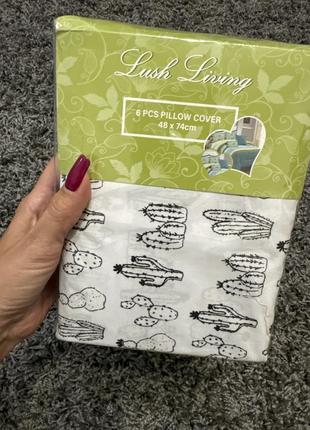 Lush Living
6 PCS PILLOW COVER
48 x 74cm